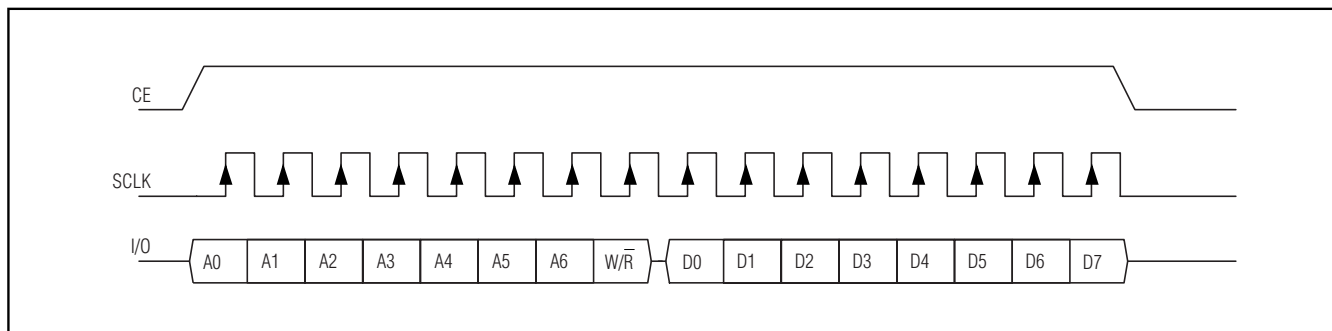 CE
SCLK
I/O
A0 A1 A2 A3 A4 A5 A6 W/R̅ D0 D1 D2 D3 D4 D5 D6 D7